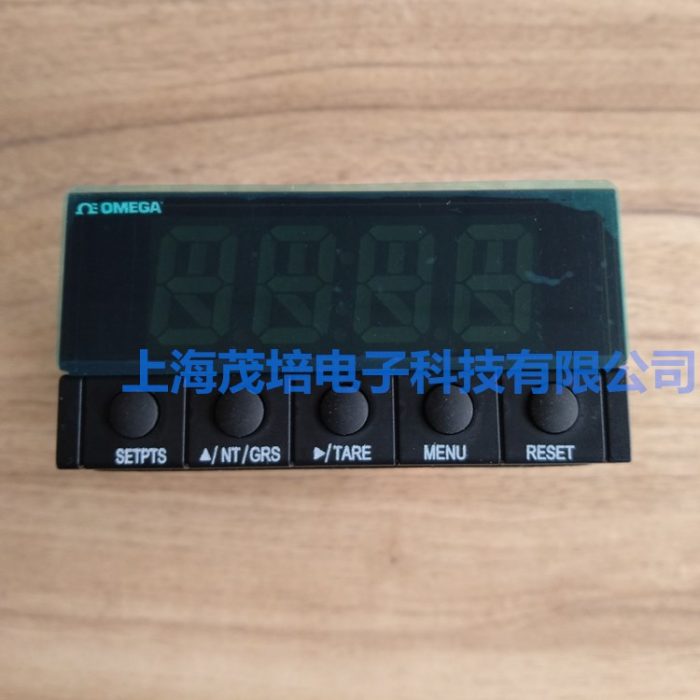 ΩE OMEGA
上海茂培电子科技有限公司
SETPTS
▲/NT/GRS
▶/TARE
MENU
RESET